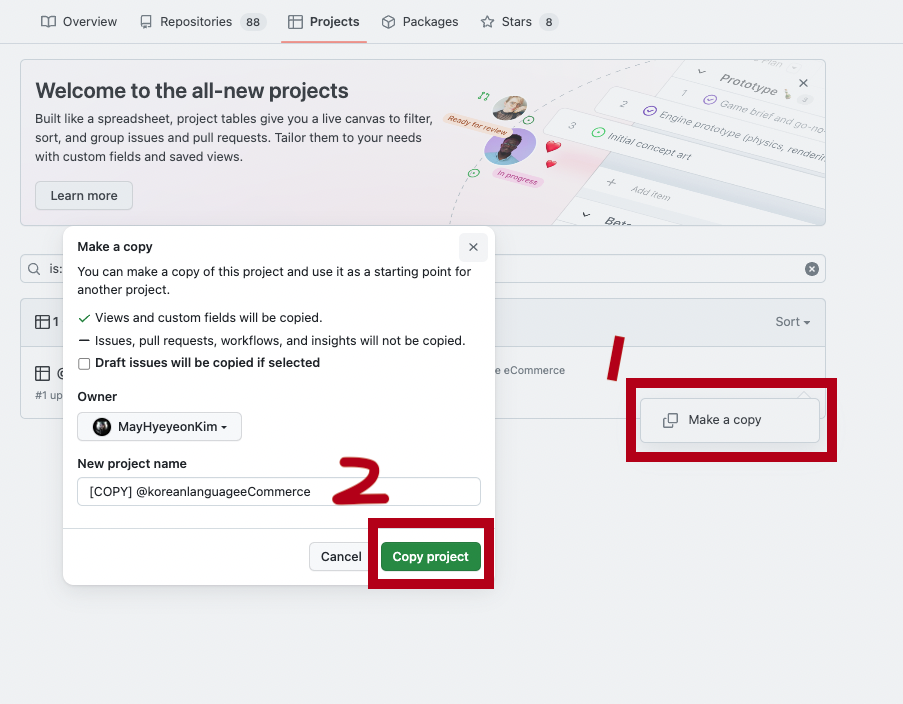 Overview Repositories 88 Projects Packages Stars 8
Welcome to the all-new projects
Built like a spreadsheet, project tables give you a live canvas to filter,
sort, and group issues and pull requests. Tailor them to your needs
with custom fields and saved views.
Learn more
Prototype
1 Game brief and go-no-
2 Engine prototype (physics, renderin
3 Initial concept art
Add item
Beta
Ready for review
In progress
is:
1
Sort
e eCommerce
#1 up
Make a copy
You can make a copy of this project and use it as a starting point for
another project.
Views and custom fields will be copied.
Issues, pull requests, workflows, and insights will not be copied.
Draft issues will be copied if selected
Owner
MayHyeyeonKim
New project name
[COPY] @koreanlanguageeCommerce
Cancel Copy project
1
Make a copy
2